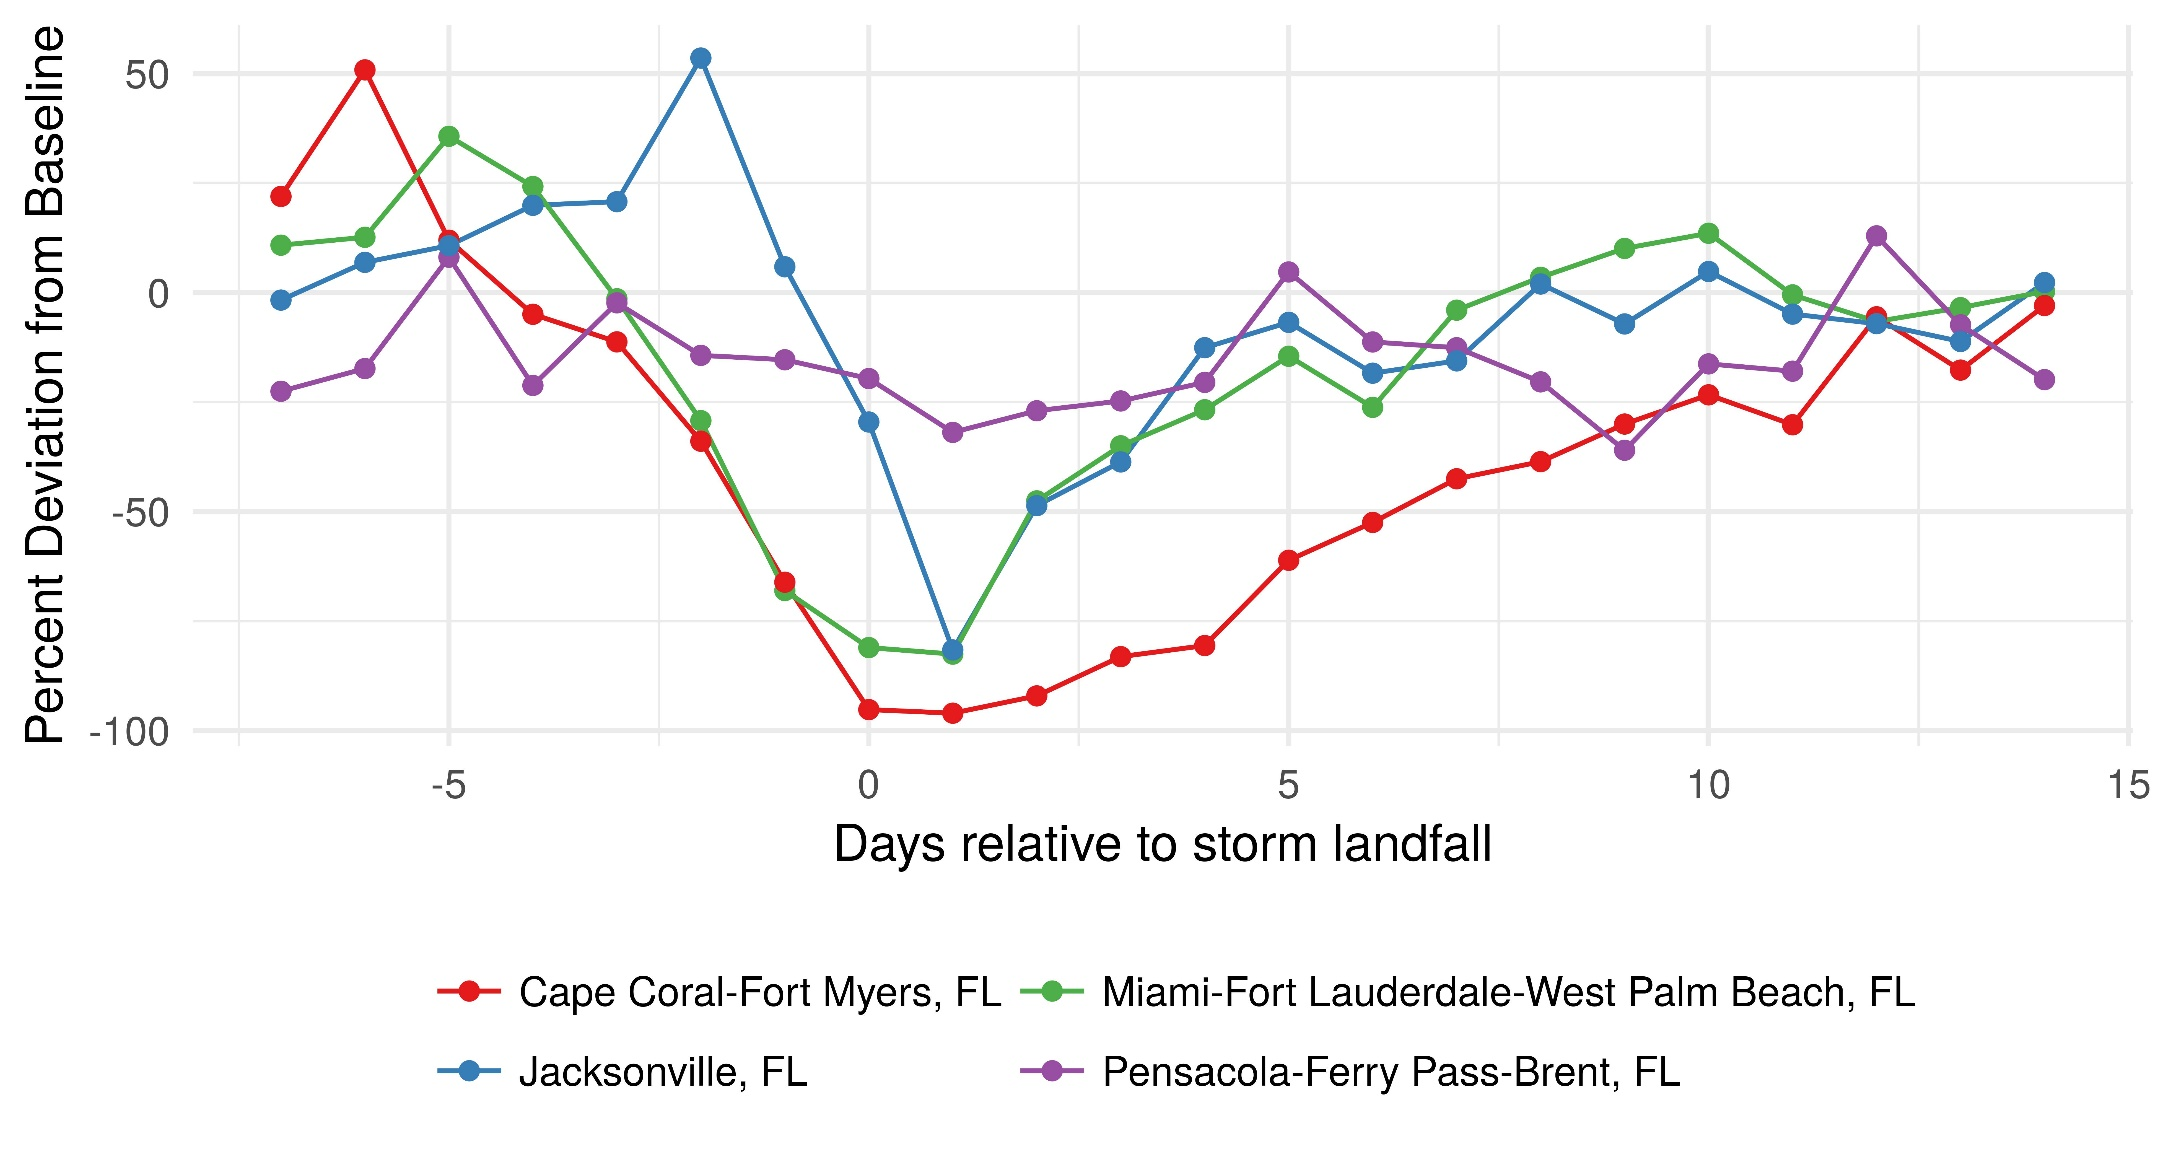 Percent Deviation from Baseline
50
0
-50
-100
-5 0 5 10 15
Days relative to storm landfall
Cape Coral-Fort Myers, FL Miami-Fort Lauderdale-West Palm Beach, FL
Jacksonville, FL Pensacola-Ferry Pass-Brent, FL